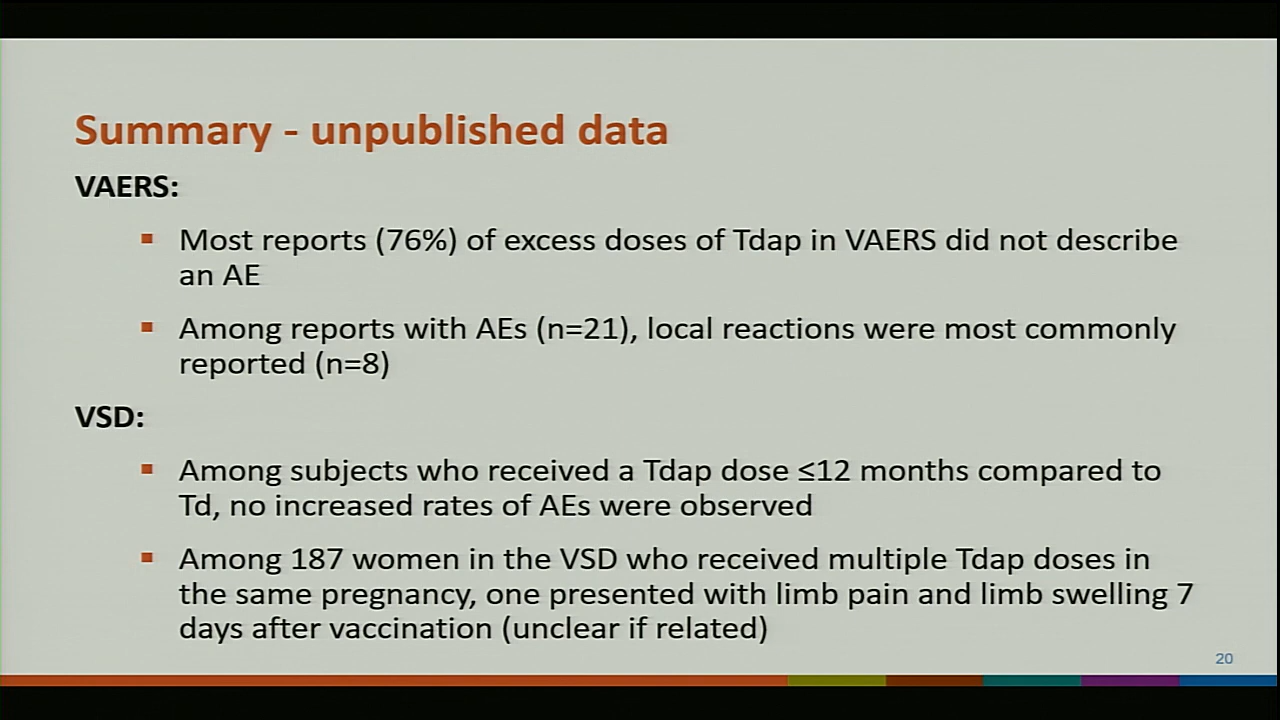 Summary - unpublished data
VAERS:
Most reports (76%) of excess doses of Tdap in VAERS did not describe
an AE
Among reports with AEs (n=21), local reactions were most commonly
reported (n=8)
VSD:
Among subjects who received a Tdap dose ≤12 months compared to
Td, no increased rates of AEs were observed
Among 187 women in the VSD who received multiple Tdap doses in
the same pregnancy, one presented with limb pain and limb swelling 7
days after vaccination (unclear if related)
20